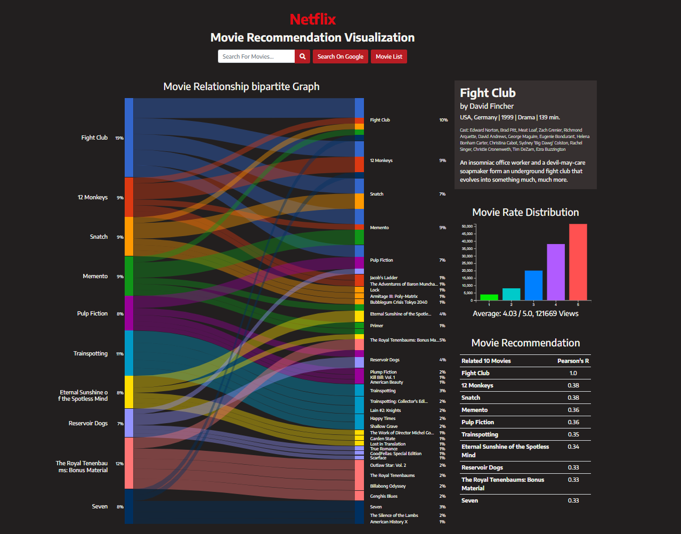 Netflix
Movie Recommendation Visualization
Search For Movies...
Search On Google
Movie List
Movie Relationship bipartite Graph
Fight Club 19%
12 Monkeys 9%
Snatch 9%
Memento 9%
Pulp Fiction 8%
Trainspotting 11%
Eternal Sunshine o
f the Spotless Mind 8%
Reservoir Dogs 7%
The Royal Tenenbau
ms: Bonus Material 12%
Seven 8%
Fight Club 10%
12 Monkeys 9%
Snatch 7%
Memento 9%
Pulp Fiction 7%
Jacob's Ladder 1%
The Adventures of Baron Muncha... 1%
Lock 1%
Armitage III: Poly-Matrix 1%
Bubblegum Crisis Tokyo 2040 1%
Eternal Sunshine of the Spotle... 4%
Primer 1%
The Royal Tenenbaums: Bonus Ma... 5%
Reservoir Dogs 4%
Plump Fiction 2%
Kill Bill: Vol. 1 1%
American Beauty 1%
Trainspotting 3%
Trainspotting: Collector's Edi... 2%
Lain #2: Knights 2%
Happy Times 2%
Shallow Grave 2%
The Work of Director Michel Go... 1%
Garden State 1%
Lost in Translation 1%
True Romance 1%
GoodFellas: Special Edition 1%
Scarface 1%
Outlaw Star: Vol. 2 2%
The Royal Tenenbaums 2%
Billabong Odyssey 2%
Genghis Blues 2%
Seven 3%
The Silence of the Lambs 2%
American History X 1%
Fight Club
by David Fincher
USA, Germany | 1999 | Drama | 139 min.
Cast: Edward Norton, Brad Pitt, Meat Loaf, Zach Grenier, Richmond
Arquette, David Andrews, George Maguire, Eugenie Bondurant, Helena
Bonham Carter, Christina Cabot, Sydney 'Big Dawg' Colston, Rachel
Singer, Christie Cronenweth, Tim DeZarn, Ezra Buzzington
An insomniac office worker and a devil-may-care
soapmaker form an underground fight club that
evolves into something much, much more.
Movie Rate Distribution
50,000
45,000
40,000
35,000
30,000
25,000
20,000
15,000
10,000
5,000
0
1 2 3 4 5
Average: 4.03 / 5.0, 121669 Views
Movie Recommendation
Related 10 Movies Pearson's R
Fight Club 1.0
12 Monkeys 0.38
Snatch 0.38
Memento 0.36
Pulp Fiction 0.36
Trainspotting 0.35
Eternal Sunshine of the Spotless 0.34
Mind
Reservoir Dogs 0.33
The Royal Tenenbaums: Bonus 0.33
Material
Seven 0.33